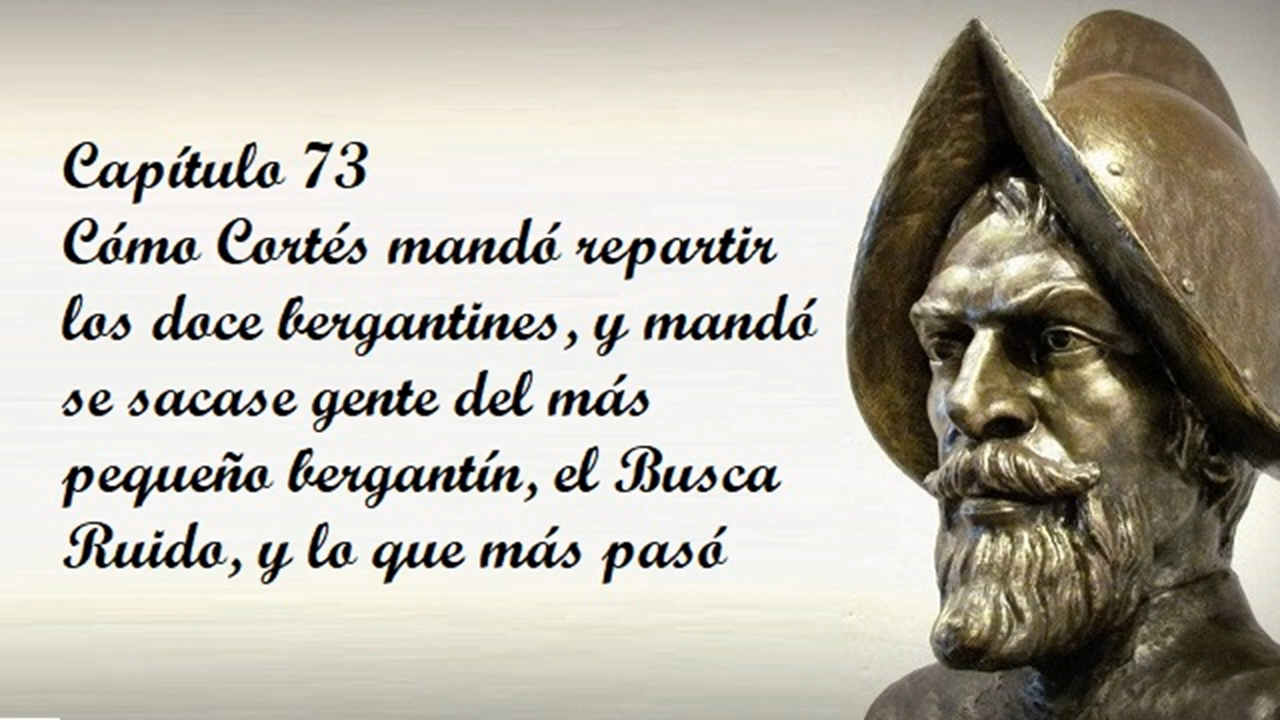 Capítulo 73
Cómo Cortés mandó repartir
los doce bergantines, y mandó
se sacase gente del más
pequeño bergantín, el Busca
Ruido, y lo que más pasó